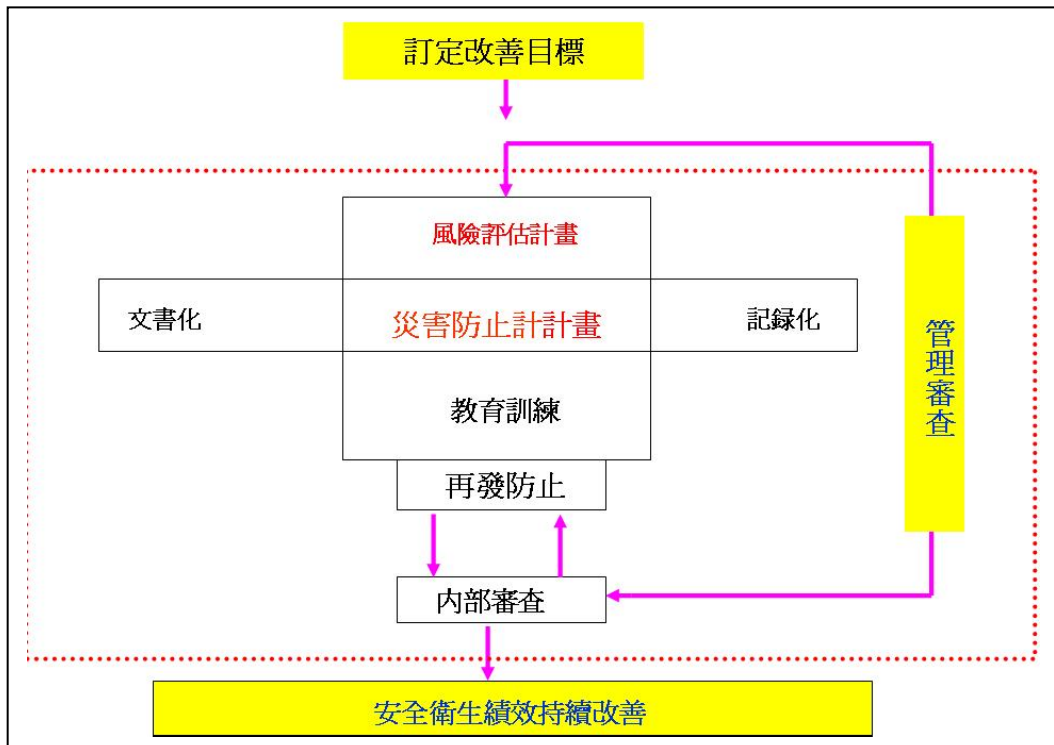 訂定改善目標
風險評估計畫
文書化
災害防止計計畫
記錄化
管理審查
教育訓練
再發防止
內部審查
安全衛生績效持續改善